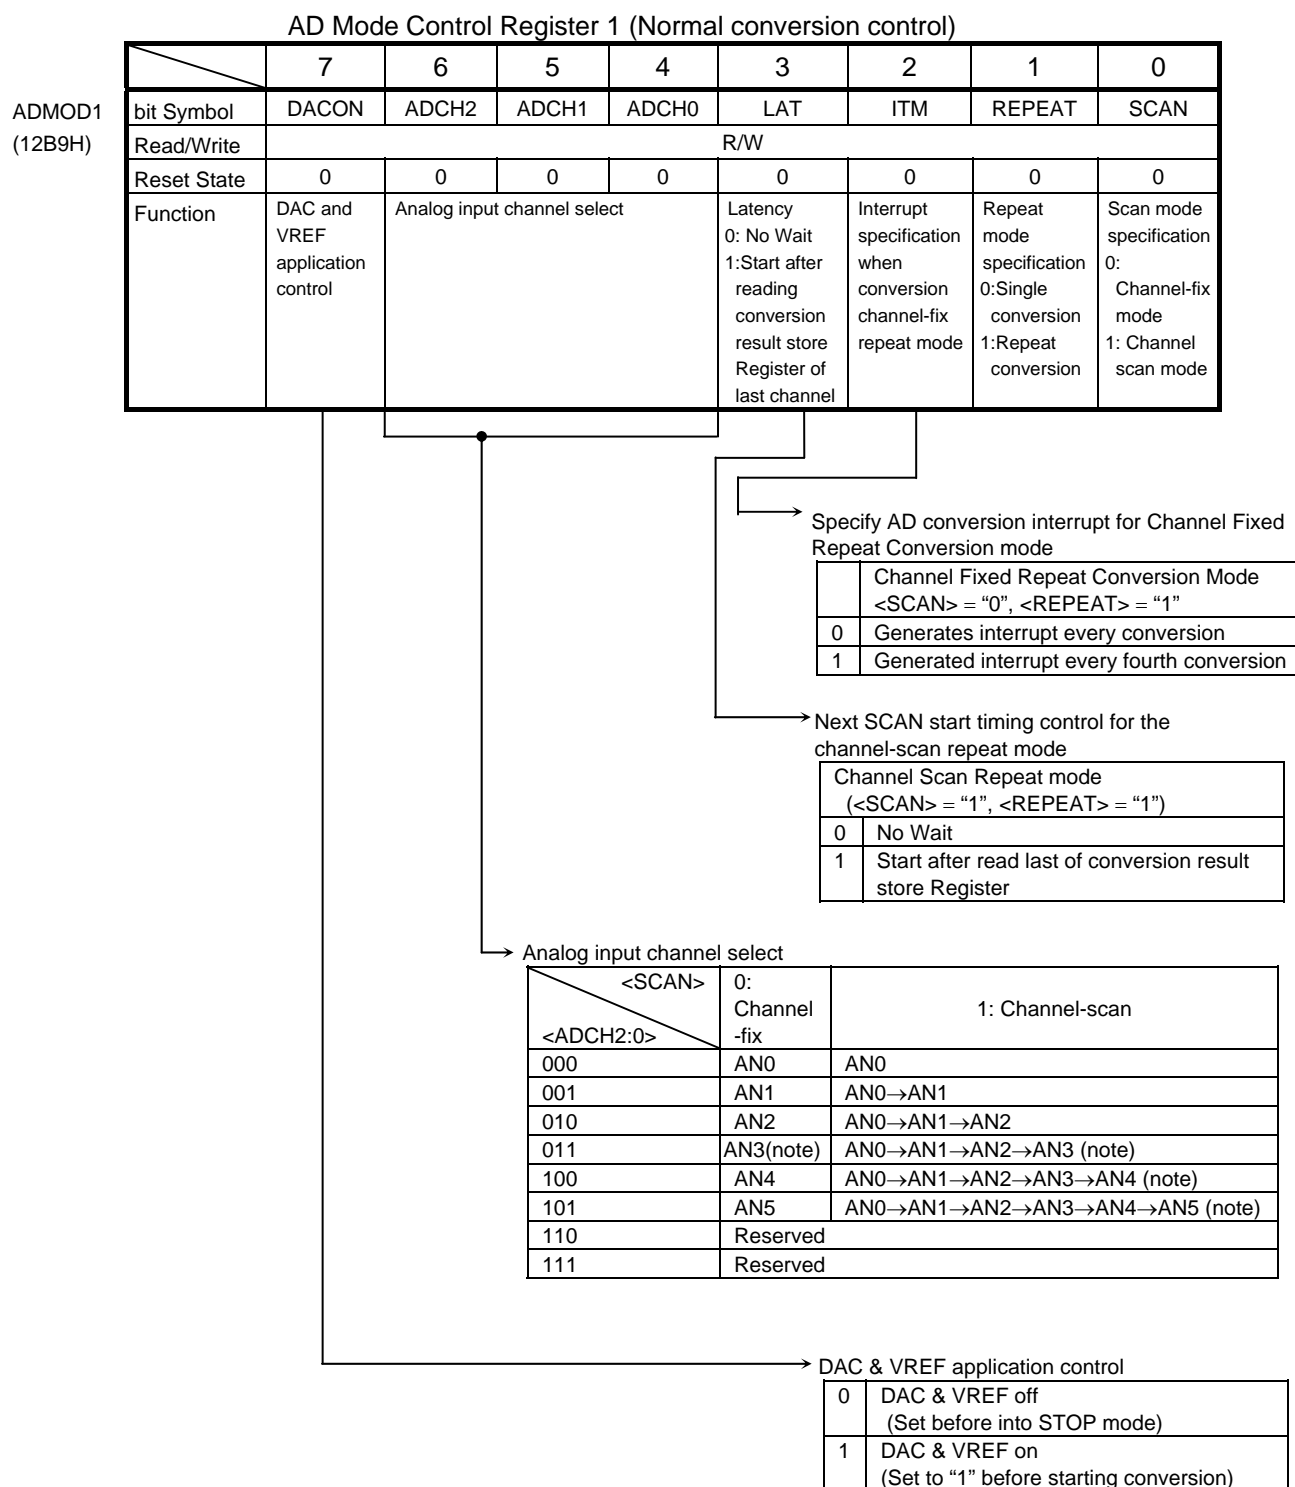 AD Mode Control Register 1 (Normal conversion control)
7 6 5 4 3 2 1 0
ADMOD1
(12B9H)
bit Symbol DACON ADCH2 ADCH1 ADCH0 LAT ITM REPEAT SCAN
Read/Write R/W
Reset State 0 0 0 0 0 0 0 0
Function
DAC and
VREF
application
control
Analog input channel select
Latency
0: No Wait
1:Start after
reading
conversion
result store
Register of
last channel
Interrupt
specification
when
conversion
channel-fix
repeat mode
Repeat
mode
specification
0:Single
conversion
1:Repeat
conversion
Scan mode
specification
0:
Channel-fix
mode
1: Channel
scan mode
Specify AD conversion interrupt for Channel Fixed
Repeat Conversion mode
Channel Fixed Repeat Conversion Mode
<SCAN> = “0”, <REPEAT> = “1”
0 Generates interrupt every conversion
1 Generated interrupt every fourth conversion
Next SCAN start timing control for the
channel-scan repeat mode
Channel Scan Repeat mode
(<SCAN> = “1”, <REPEAT> = “1”)
0 No Wait
1 Start after read last of conversion result
store Register
Analog input channel select
<SCAN>
<ADCH2:0>
0:
Channel
-fix
1: Channel-scan
000 AN0 AN0
001 AN1 AN0→AN1
010 AN2 AN0→AN1→AN2
011 AN3(note) AN0→AN1→AN2→AN3 (note)
100 AN4 AN0→AN1→AN2→AN3→AN4 (note)
101 AN5 AN0→AN1→AN2→AN3→AN4→AN5 (note)
110 Reserved
111 Reserved
DAC & VREF application control
0 DAC & VREF off
(Set before into STOP mode)
1 DAC & VREF on
(Set to “1” before starting conversion)